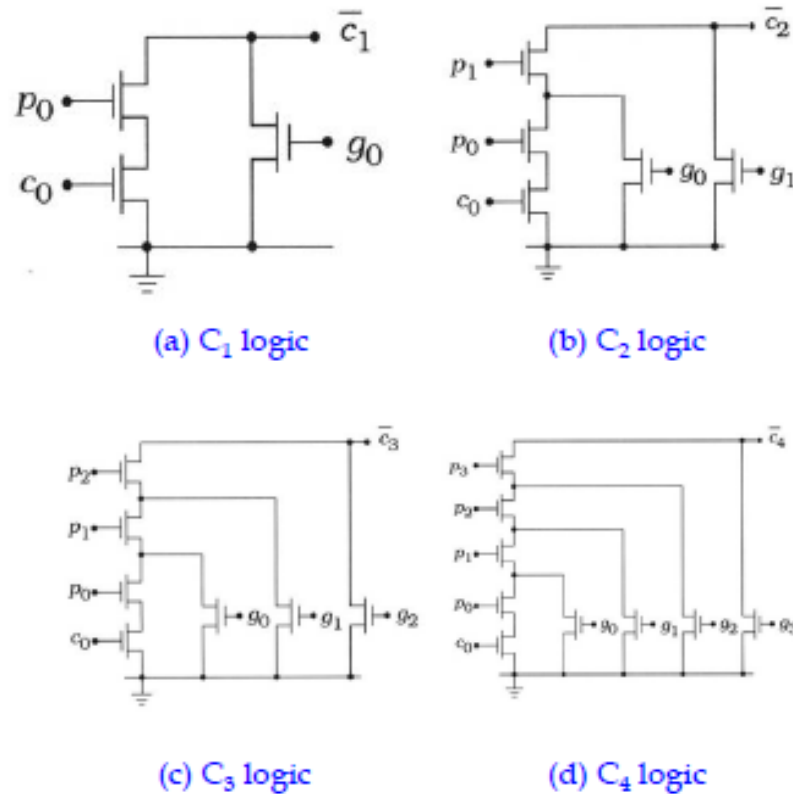 c̅₁
p₀
g₀
c₀
(a) C₁ logic
c̅₂
p₁
p₀
g₀
g₁
c₀
(b) C₂ logic
c̅₃
p₂
p₁
p₀
g₀
g₁
g₂
c₀
(c) C₃ logic
c̅₄
p₃
p₂
p₁
p₀
g₀
g₁
g₂
c₀
(d) C₄ logic